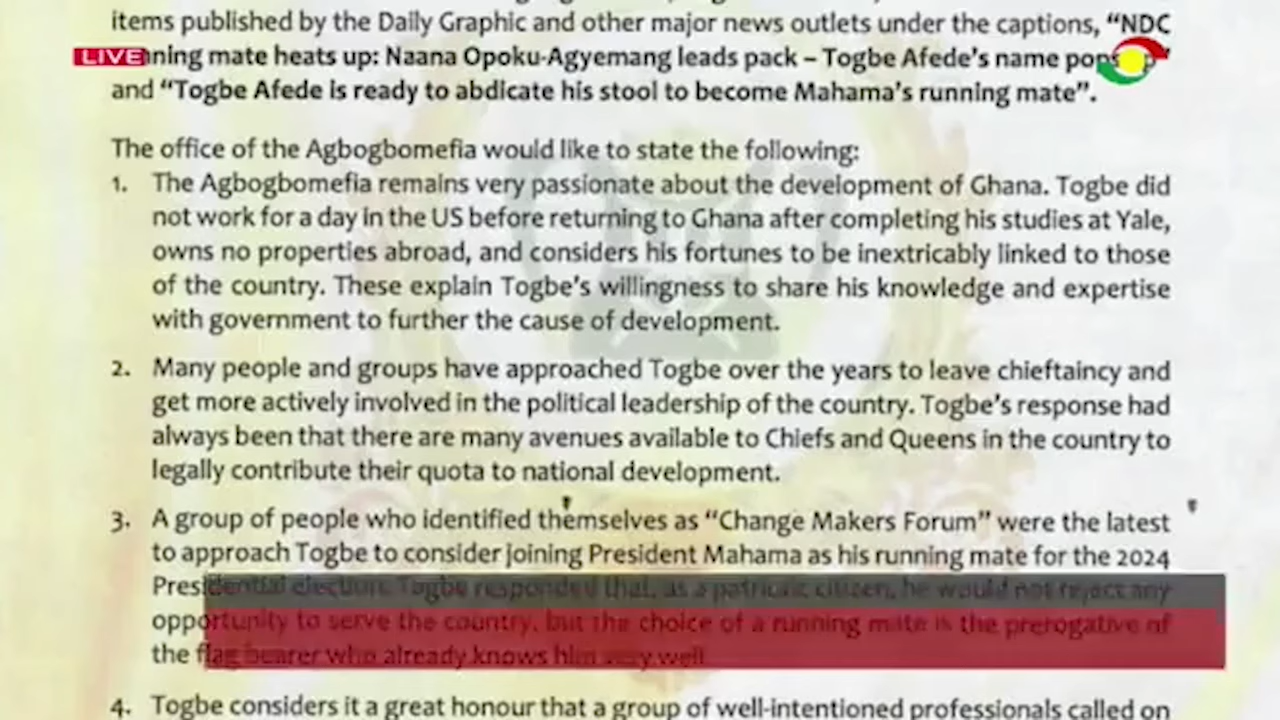 items published by the Daily Graphic and other major news outlets under the captions, “NDC
LIVE
nning mate heats up: Naana Opoku-Agyemang leads pack – Togbe Afede’s name pops
and “Togbe Afede is ready to abdicate his stool to become Mahama’s running mate”.
The office of the Agbogbomefia would like to state the following:
1. The Agbogbomefia remains very passionate about the development of Ghana. Togbe did
not work for a day in the US before returning to Ghana after completing his studies at Yale,
owns no properties abroad, and considers his fortunes to be inextricably linked to those
of the country. These explain Togbe’s willingness to share his knowledge and expertise
with government to further the cause of development.
2. Many people and groups have approached Togbe over the years to leave chieftaincy and
get more actively involved in the political leadership of the country. Togbe’s response had
always been that there are many avenues available to Chiefs and Queens in the country to
legally contribute their quota to national development.
3. A group of people who identified themselves as “Change Makers Forum” were the latest
to approach Togbe to consider joining President Mahama as his running mate for the 2024
Presidential election. Togbe responded that, as a patriotic citizen, he would not reject any
opportunity to serve the country, but the choice of a running mate is the prerogative of
the flag bearer who already knows him very well.
4. Togbe considers it a great honour that a group of well-intentioned professionals called on